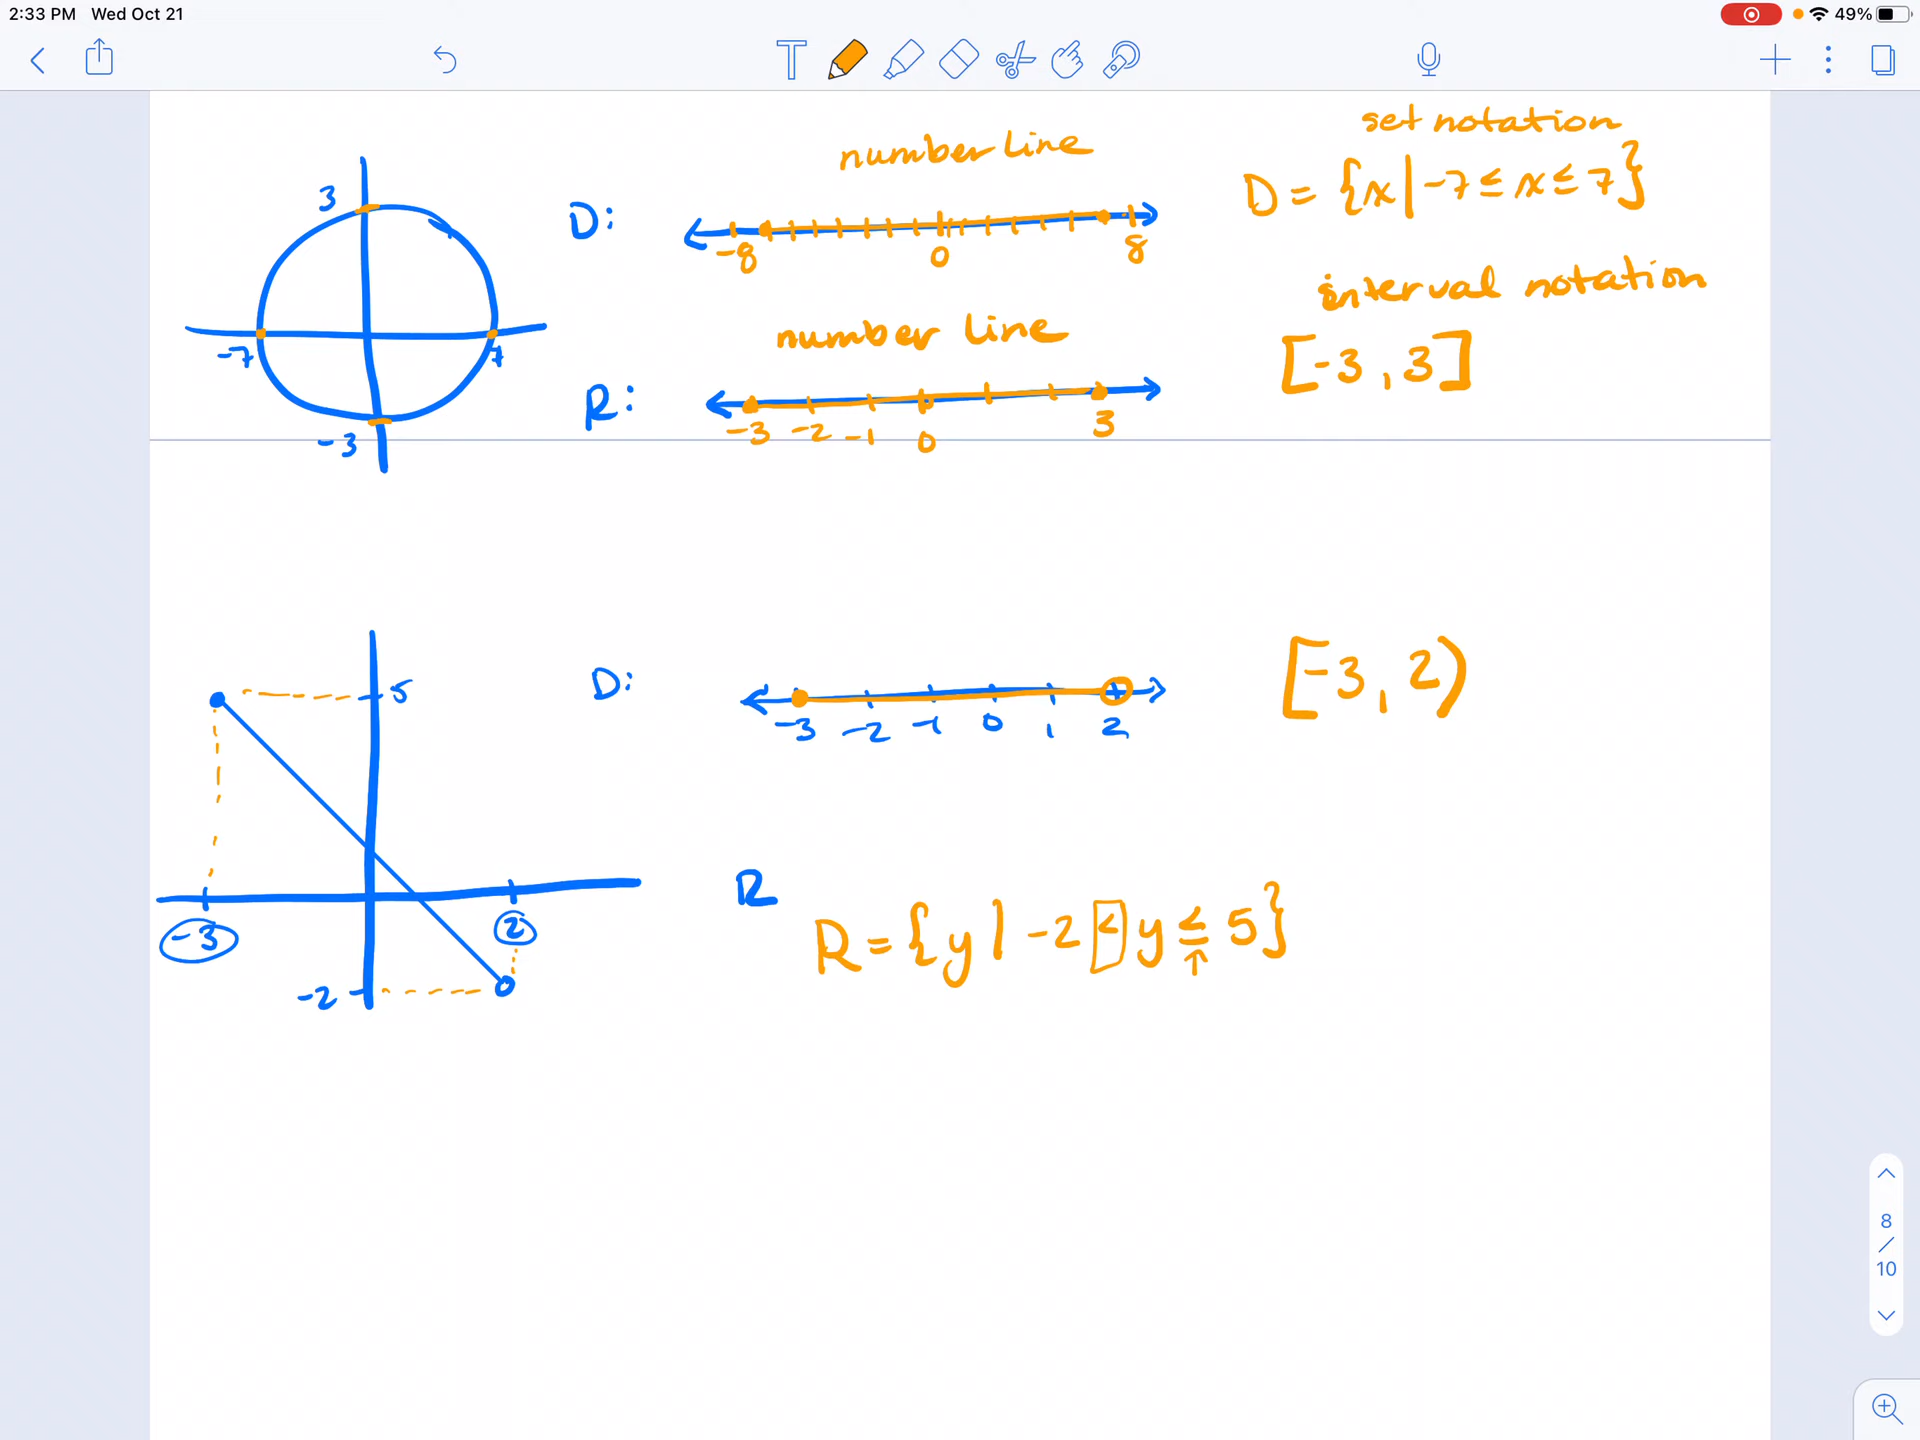 2:33 PM Wed Oct 21
49%
T
set notation
number line
D = {x | -7 ≤ x ≤ 7}
3
D:
-8 0 8
interval notation
number line
[-3, 3]
-7 7
R:
-3 -2 -1 0 3
-3
[-3, 2)
5
D:
-3 -2 -1 0 1 2
R
R = {y | -2 < y ≤ 5}
-3 2
-2
8
/
10